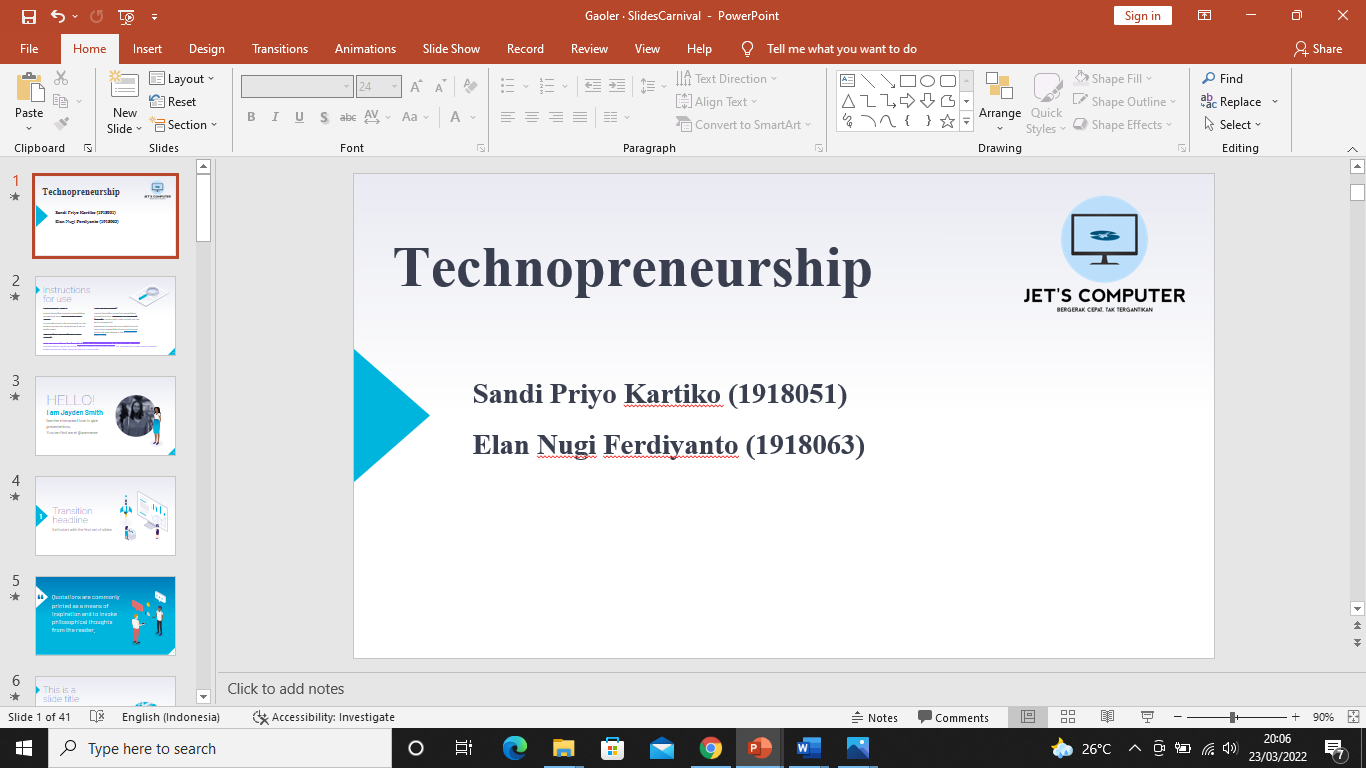 Gaoler · SlidesCarnival - PowerPoint
Sign in
File Home Insert Design Transitions Animations Slide Show Record Review View Help Tell me what you want to do Share
Paste
Clipboard
New Slide
Layout
Reset
Section
Slides
24
B I U S abc AV Aa A
Font
Text Direction
Align Text
Convert to SmartArt
Paragraph
Arrange
Quick Styles
Shape Fill
Shape Outline
Shape Effects
Drawing
Find
Replace
Select
Editing
1
Technopreneurship
JET'S COMPUTER
Sandi Priyo Kartiko (1918051)
Elan Nugi Ferdiyanto (1918063)
2
Instructions
for use
3
HELLO!
I am Jayden Smith
4
1
Transition
headline
5
Quotations are commonly
printed as a means of
inspiration and to invoke
philosophical thoughts
from the reader.
6
This is a
slide title
Technopreneurship
JET'S COMPUTER
BERGERAK CEPAT, TAK TERGANTIKAN
Sandi Priyo Kartiko (1918051)
Elan Nugi Ferdiyanto (1918063)
Click to add notes
Slide 1 of 41 English (Indonesia) Accessibility: Investigate Notes Comments 90%
Type here to search
26°C
20:06
23/03/2022
7